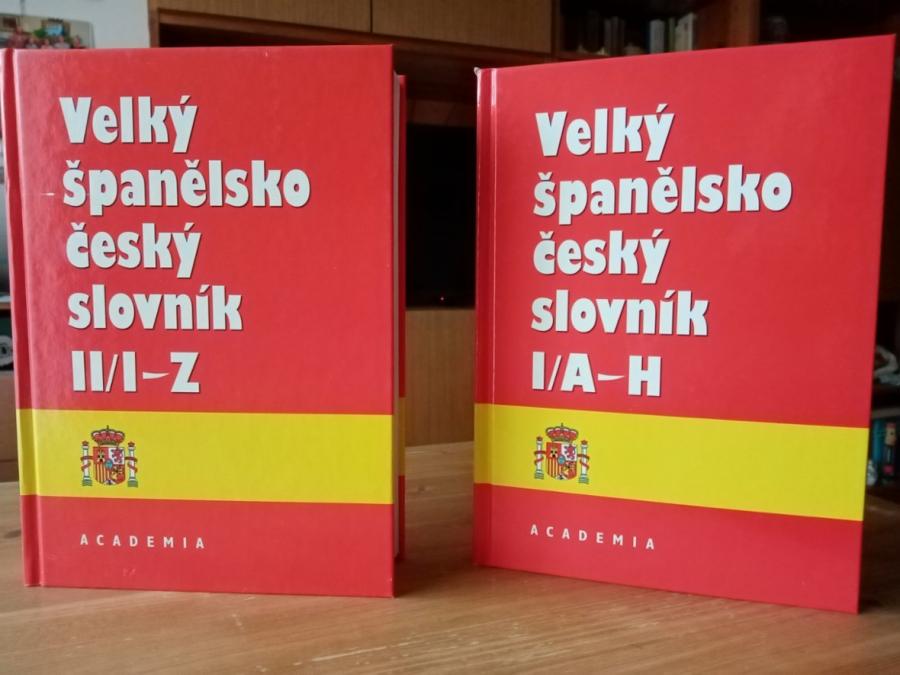 Velký
španělsko
český
slovník
II/I–Z
ACADEMIA
Velký
španělsko
český
slovník
I/A–H
ACADEMIA